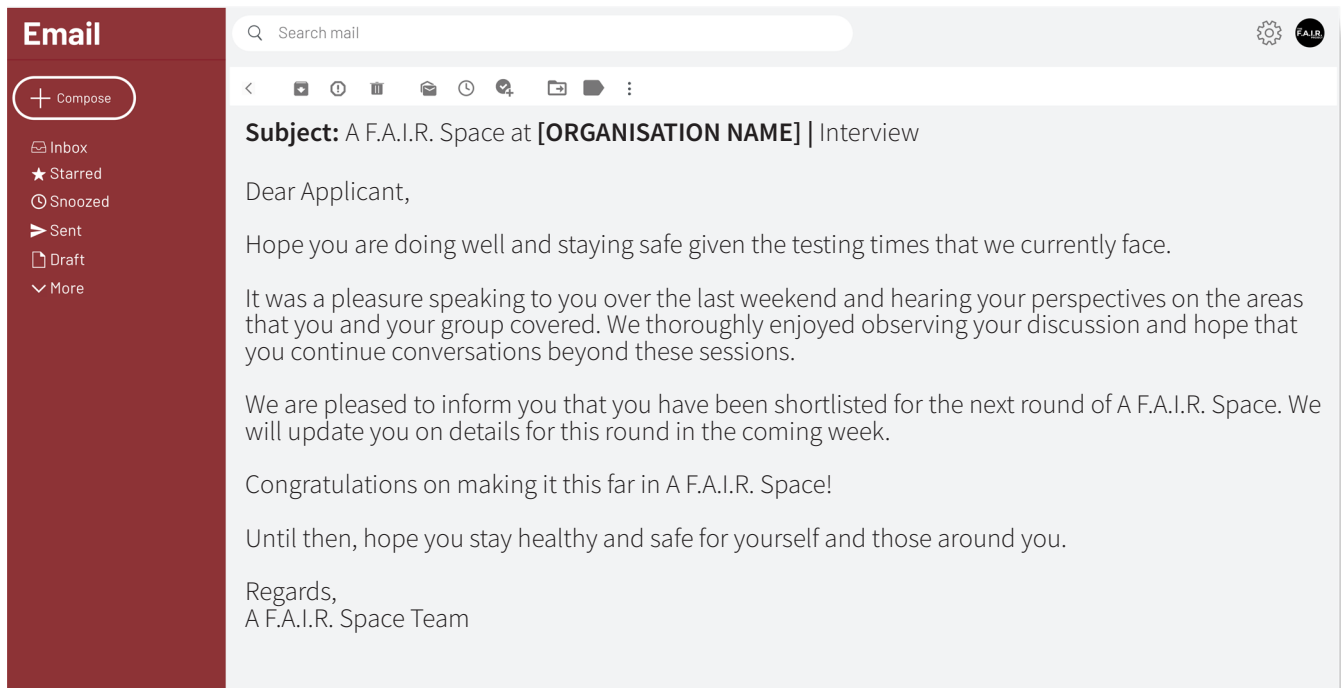 Email
Search mail
F.A.I.R.
Compose
Inbox
Starred
Snoozed
Sent
Draft
More
Subject: A F.A.I.R. Space at [ORGANISATION NAME] | Interview
Dear Applicant,
Hope you are doing well and staying safe given the testing times that we currently face.
It was a pleasure speaking to you over the last weekend and hearing your perspectives on the areas
that you and your group covered. We thoroughly enjoyed observing your discussion and hope that
you continue conversations beyond these sessions.
We are pleased to inform you that you have been shortlisted for the next round of A F.A.I.R. Space. We
will update you on details for this round in the coming week.
Congratulations on making it this far in A F.A.I.R. Space!
Until then, hope you stay healthy and safe for yourself and those around you.
Regards,
A F.A.I.R. Space Team